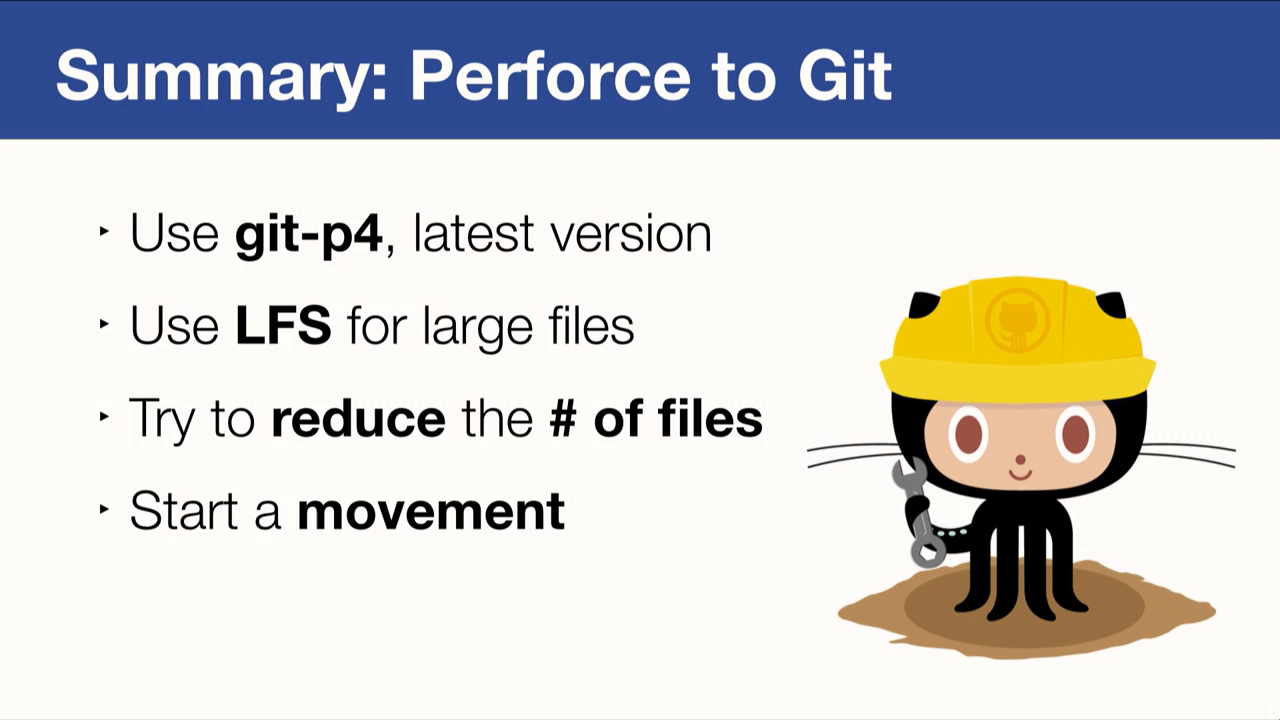 Summary: Perforce to Git
‣ Use git-p4, latest version
‣ Use LFS for large files
‣ Try to reduce the # of files
‣ Start a movement